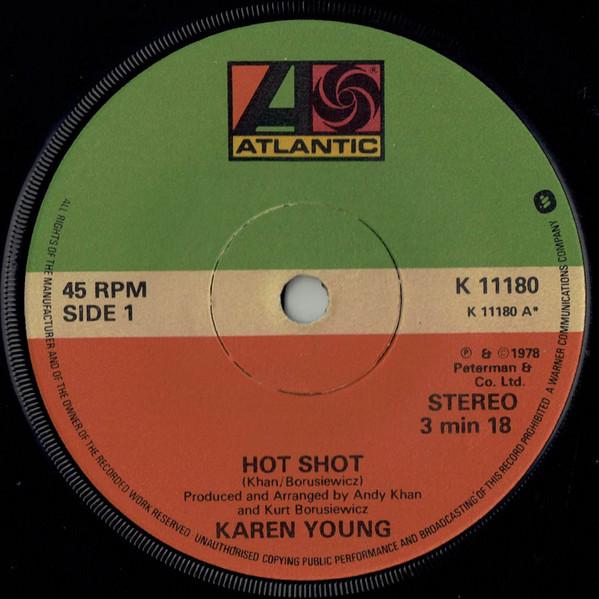 ATLANTIC
®
45 RPM
SIDE 1
K 11180
K 11180 A*
℗ & © 1978
Peterman &
Co. Ltd.
STEREO
3 min 18
HOT SHOT
(Khan/Borusiewicz)
Produced and Arranged by Andy Khan
and Kurt Borusiewicz
KAREN YOUNG
ALL RIGHTS OF THE MANUFACTURER AND OF THE OWNER OF THE RECORDED WORK RESERVED UNAUTHORISED COPYING PUBLIC PERFORMANCE AND BROADCASTING OF THIS RECORD PROHIBITED A WARNER COMMUNICATIONS COMPANY